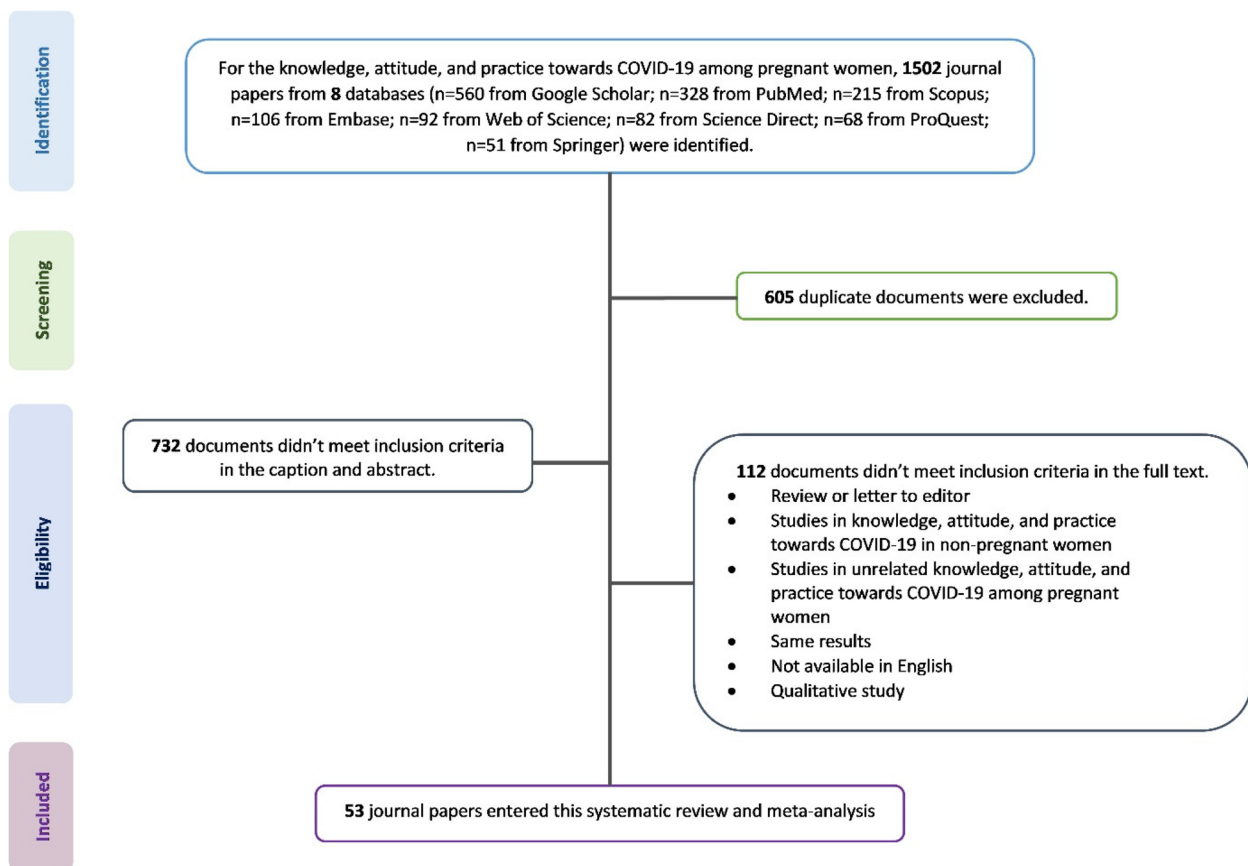 Identification
For the knowledge, attitude, and practice towards COVID-19 among pregnant women, 1502 journal
papers from 8 databases (n=560 from Google Scholar; n=328 from PubMed; n=215 from Scopus;
n=106 from Embase; n=92 from Web of Science; n=82 from Science Direct; n=68 from ProQuest;
n=51 from Springer) were identified.
Screening
605 duplicate documents were excluded.
Eligibility
732 documents didn’t meet inclusion criteria
in the caption and abstract.
112 documents didn’t meet inclusion criteria in the full text.
• Review or letter to editor
• Studies in knowledge, attitude, and practice
towards COVID-19 in non-pregnant women
• Studies in unrelated knowledge, attitude, and
practice towards COVID-19 among pregnant
women
• Same results
• Not available in English
• Qualitative study
Included
53 journal papers entered this systematic review and meta-analysis